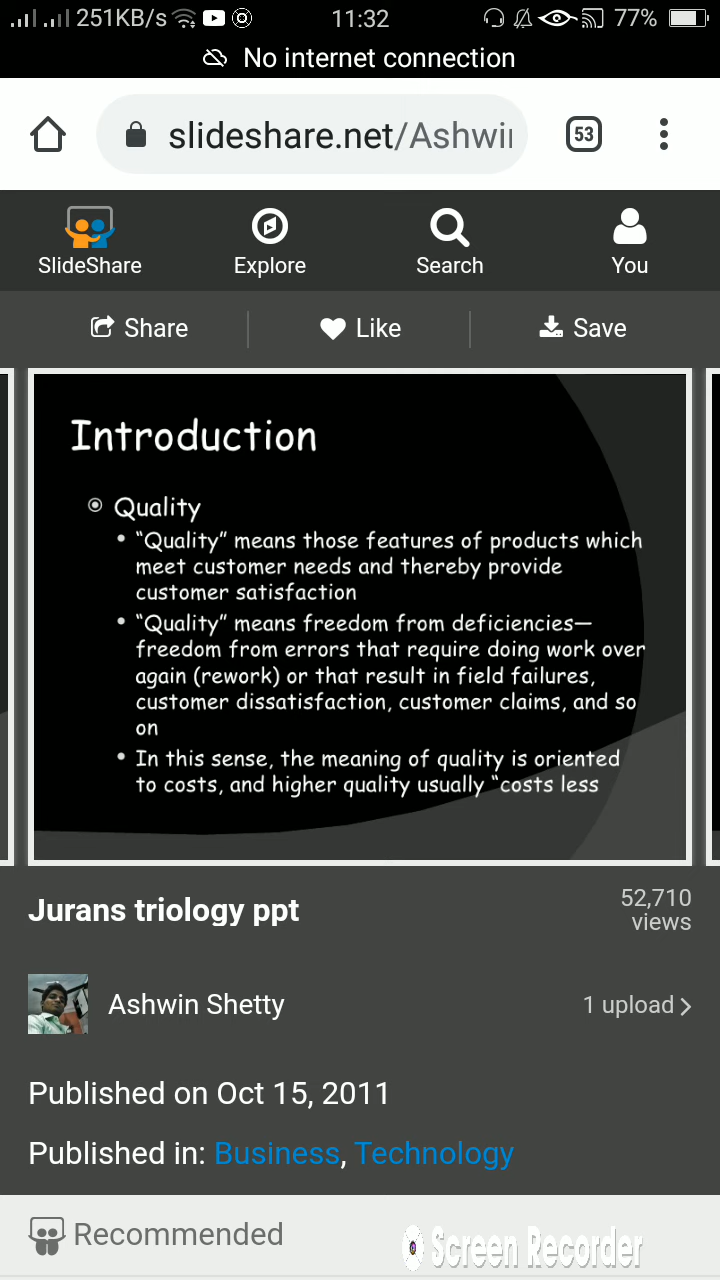 251KB/s 11:32 77%
No internet connection
slideshare.net/Ashwin 53
SlideShare Explore Search You
Share Like Save
Introduction
Quality
“Quality” means those features of products which
meet customer needs and thereby provide
customer satisfaction
“Quality” means freedom from deficiencies—
freedom from errors that require doing work over
again (rework) or that result in field failures,
customer dissatisfaction, customer claims, and so
on
In this sense, the meaning of quality is oriented
to costs, and higher quality usually “costs less
Jurans triology ppt
52,710
views
Ashwin Shetty 1 upload
Published on Oct 15, 2011
Published in: Business, Technology
Recommended
Screen Recorder